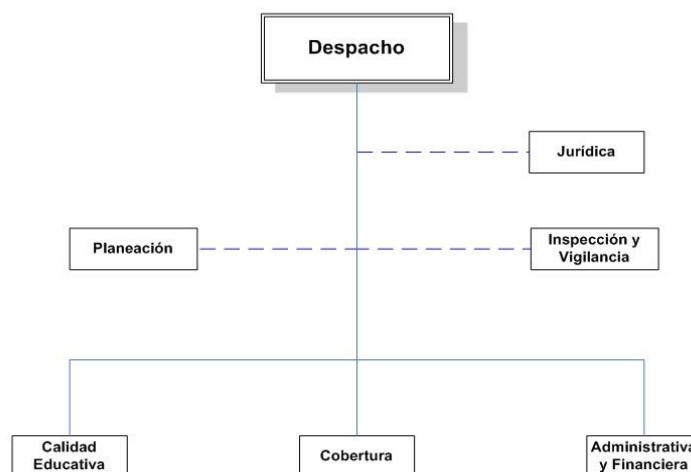 Despacho
Jurídica
Planeación
Inspección y
Vigilancia
Calidad
Educativa
Cobertura
Administrativa
y Financiera